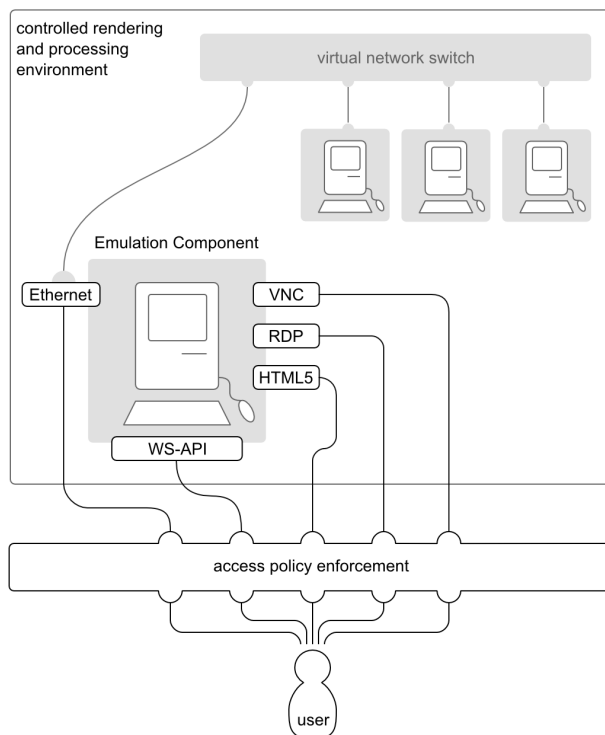 controlled rendering
and processing
environment
virtual network switch
Emulation Component
Ethernet
VNC
RDP
HTML5
WS-API
access policy enforcement
user